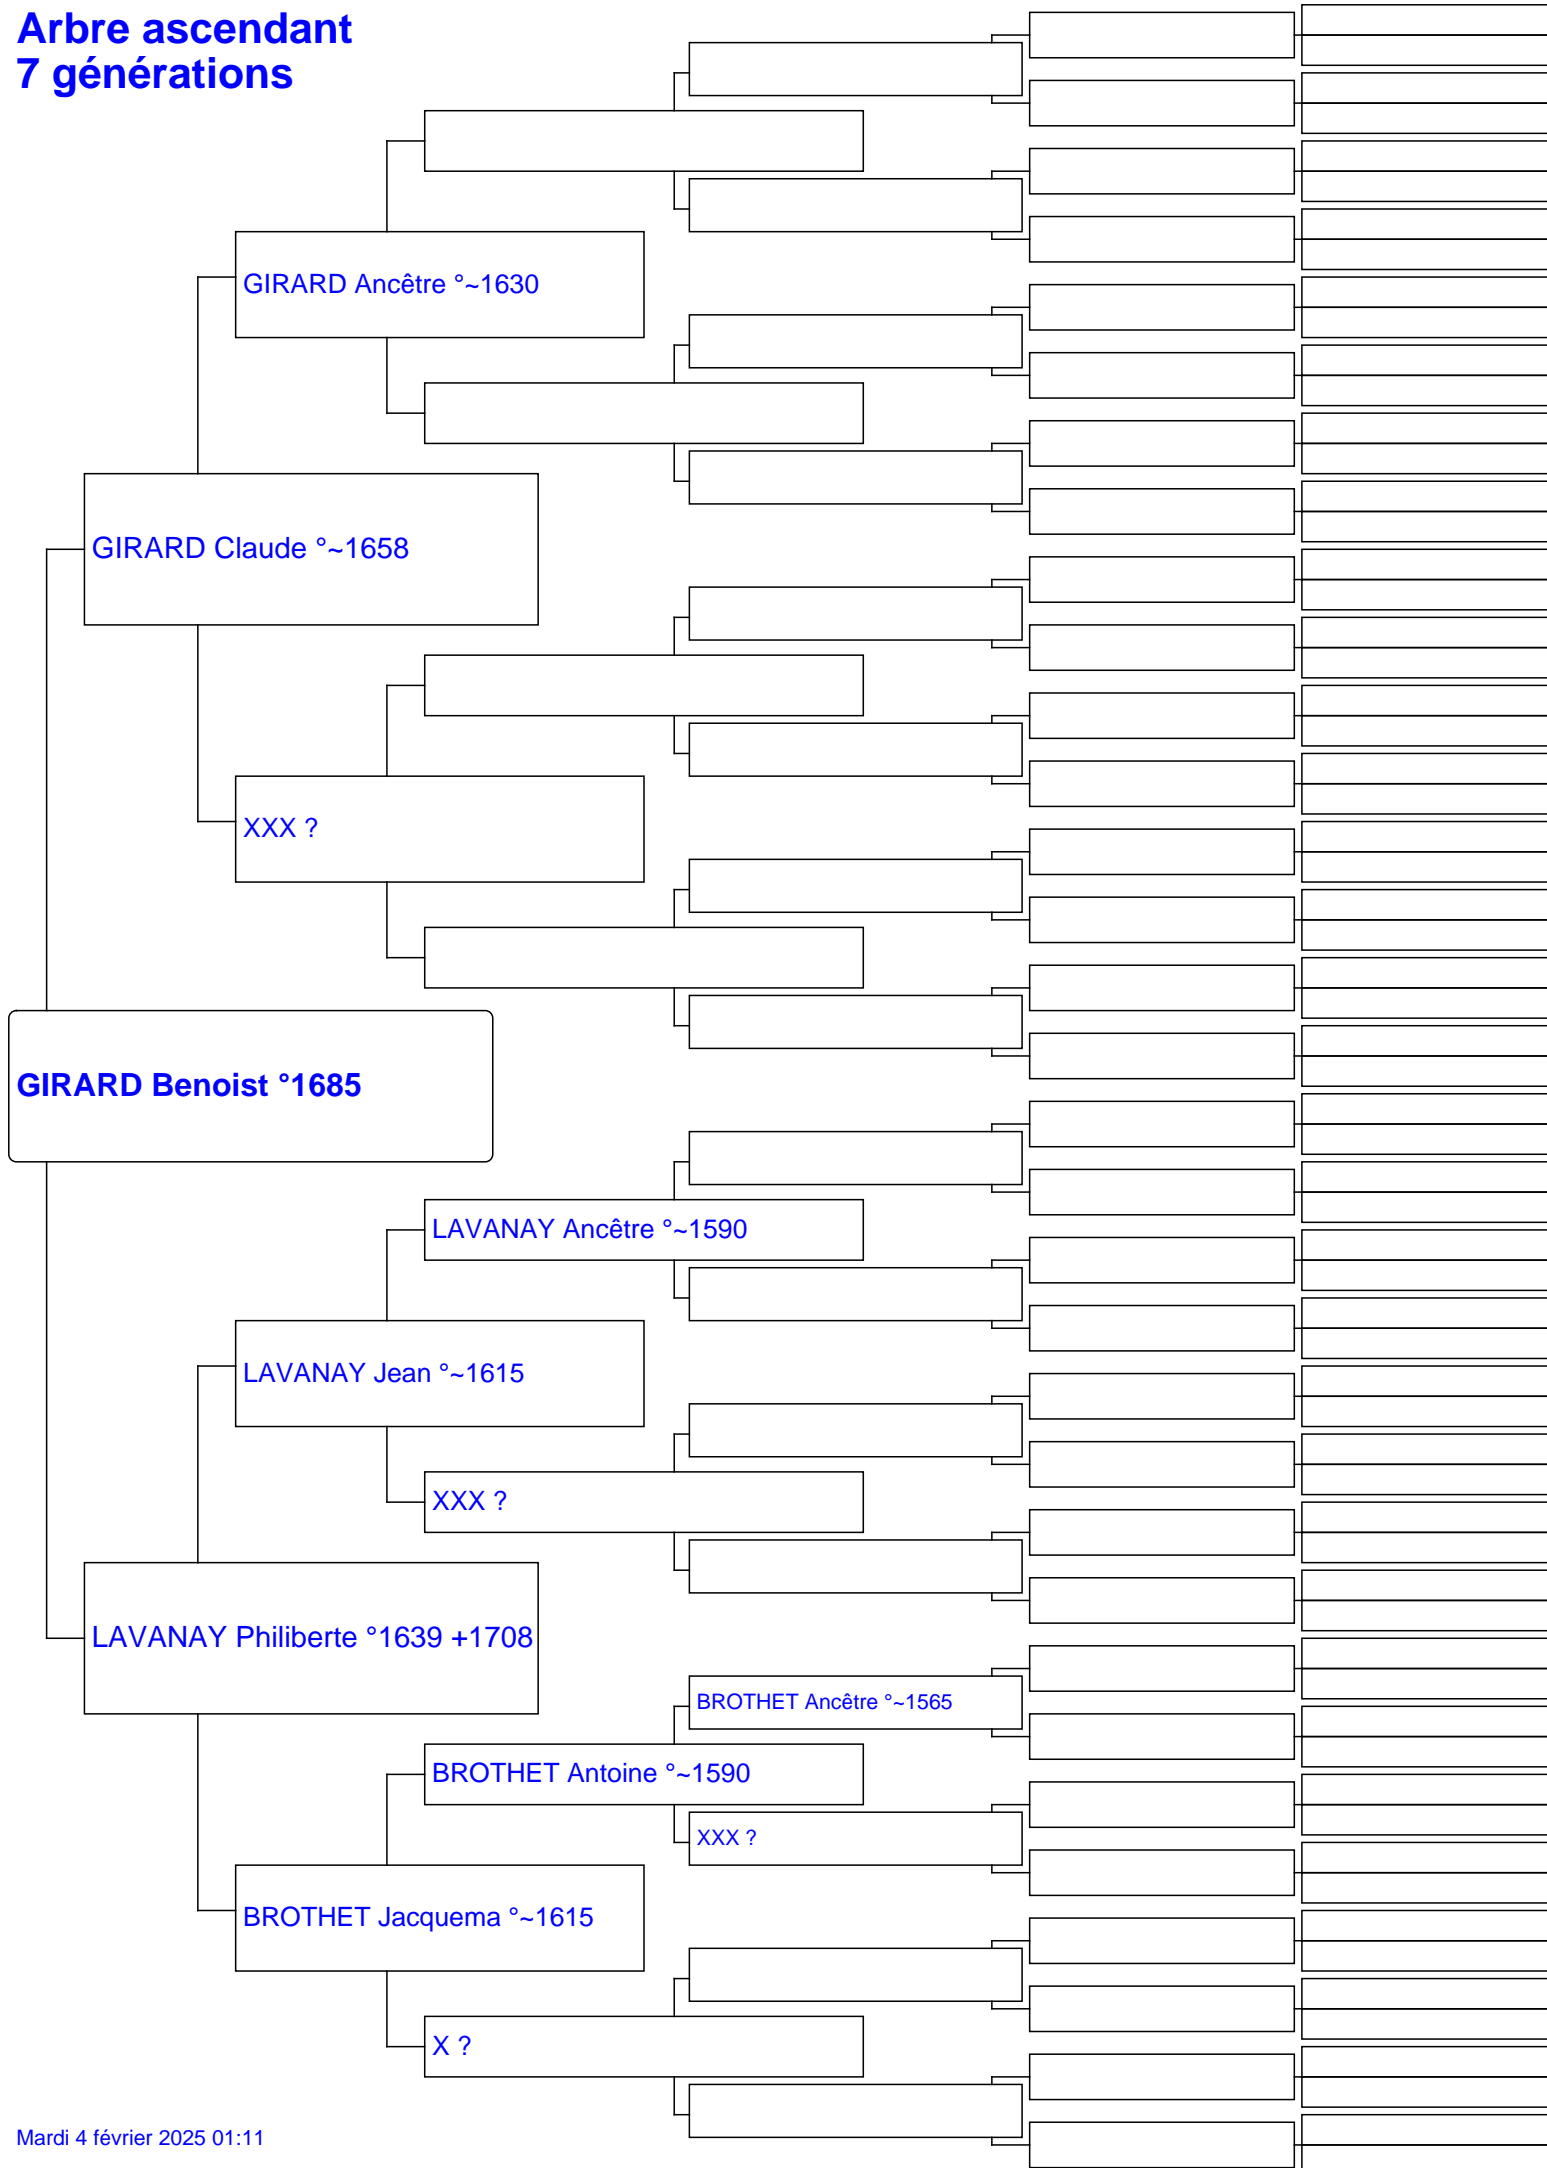 Arbre ascendant
7 générations
GIRARD Ancêtre °~1630
GIRARD Claude °~1658
XXX ?
GIRARD Benoist °1685
LAVANAY Ancêtre °~1590
LAVANAY Jean °~1615
XXX ?
LAVANAY Philiberte °1639 +1708
BROTHET Ancêtre °~1565
BROTHET Antoine °~1590
XXX ?
BROTHET Jacquema °~1615
X ?
Mardi 4 février 2025 01:11